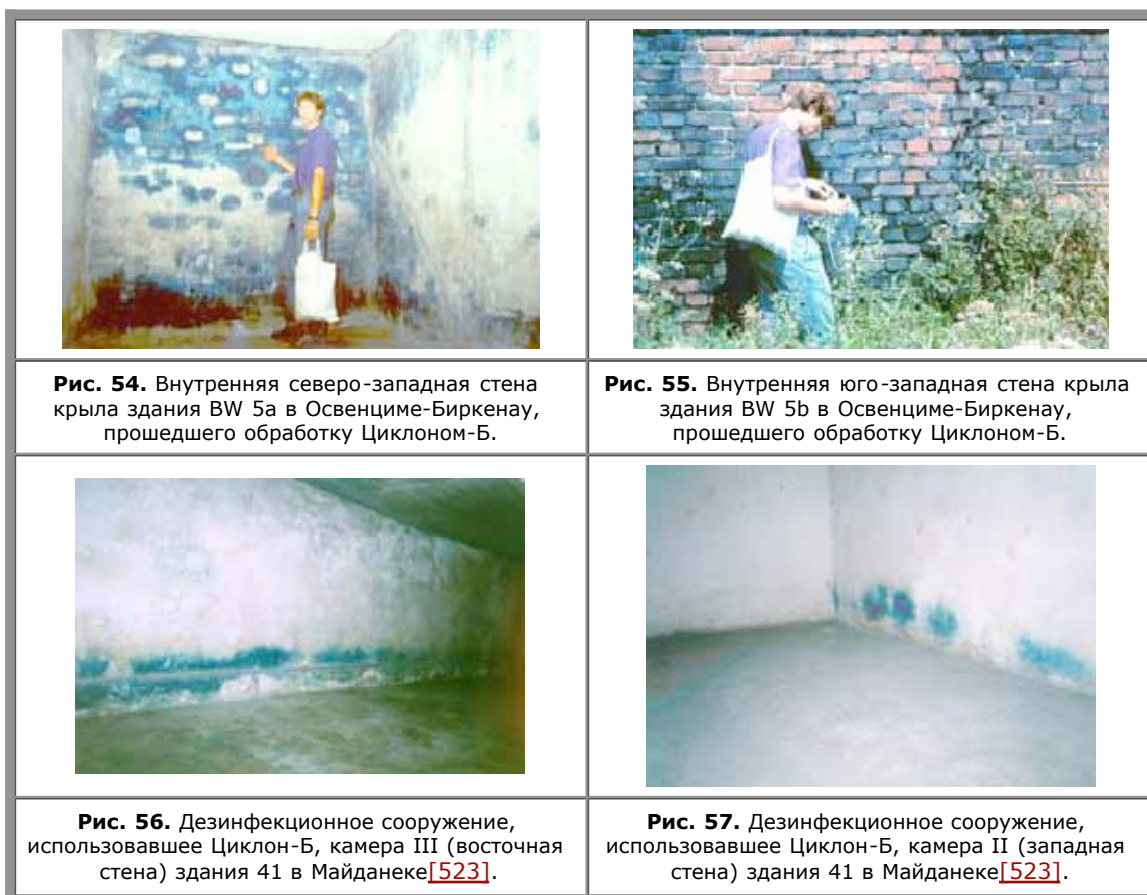 Рис. 54. Внутренняя северо-западная стена
крыла здания BW 5a в Освенциме-Биркенау,
прошедшего обработку Циклоном-Б.
Рис. 55. Внутренняя юго-западная стена крыла
здания BW 5b в Освенциме-Биркенау,
прошедшего обработку Циклоном-Б.
Рис. 56. Дезинфекционное сооружение,
использовавшее Циклон-Б, камера III (восточная
стена) здания 41 в Майданеке[523].
Рис. 57. Дезинфекционное сооружение,
использовавшее Циклон-Б, камера II (западная
стена) здания 41 в Майданеке[523].